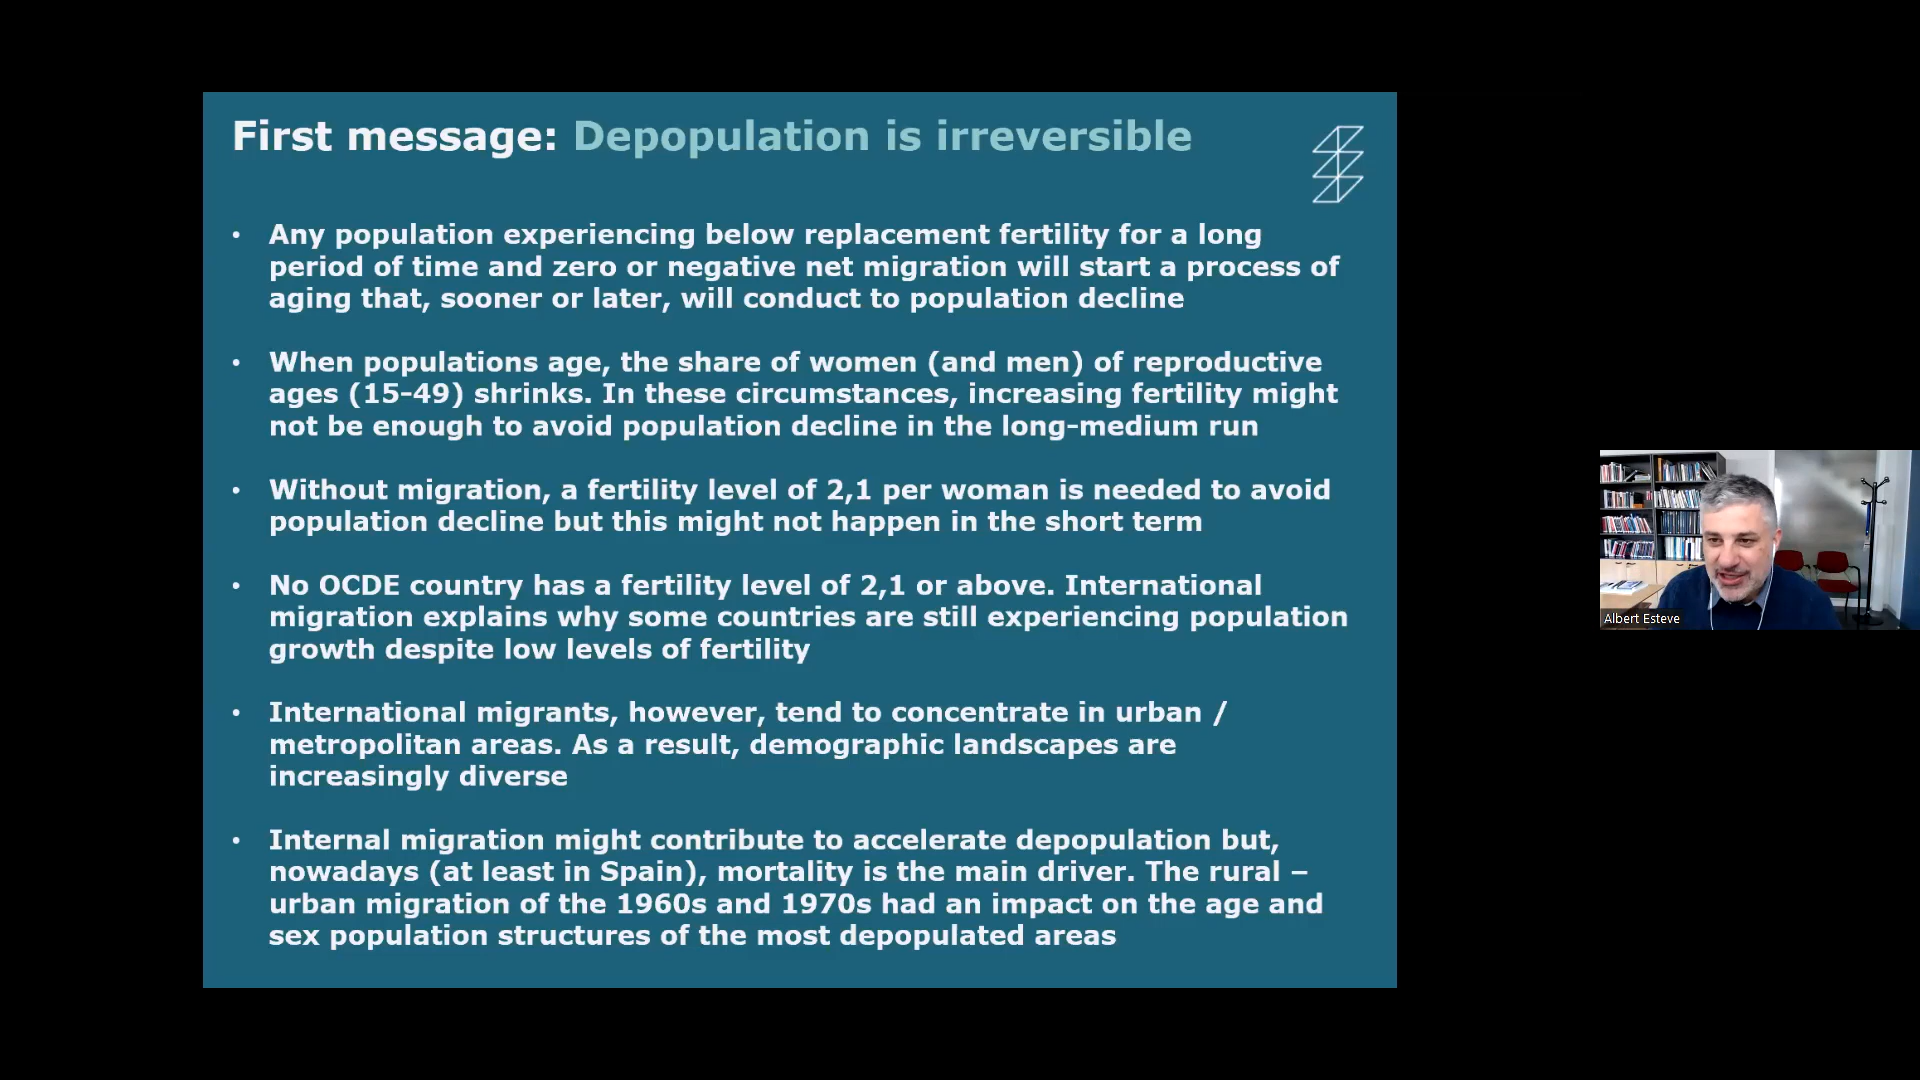 First message: Depopulation is irreversible
• Any population experiencing below replacement fertility for a long
period of time and zero or negative net migration will start a process of
aging that, sooner or later, will conduct to population decline
• When populations age, the share of women (and men) of reproductive
ages (15-49) shrinks. In these circumstances, increasing fertility might
not be enough to avoid population decline in the long-medium run
• Without migration, a fertility level of 2,1 per woman is needed to avoid
population decline but this might not happen in the short term
• No OCDE country has a fertility level of 2,1 or above. International
migration explains why some countries are still experiencing population
growth despite low levels of fertility
• International migrants, however, tend to concentrate in urban /
metropolitan areas. As a result, demographic landscapes are
increasingly diverse
• Internal migration might contribute to accelerate depopulation but,
nowadays (at least in Spain), mortality is the main driver. The rural –
urban migration of the 1960s and 1970s had an impact on the age and
sex population structures of the most depopulated areas
Albert Esteve